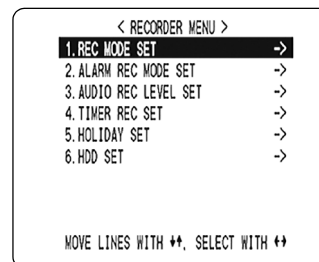 < RECORDER MENU >
1. REC MODE SET ->
2. ALARM REC MODE SET ->
3. AUDIO REC LEVEL SET ->
4. TIMER REC SET ->
5. HOLIDAY SET ->
6. HDD SET ->
MOVE LINES WITH ↓↑, SELECT WITH ←→